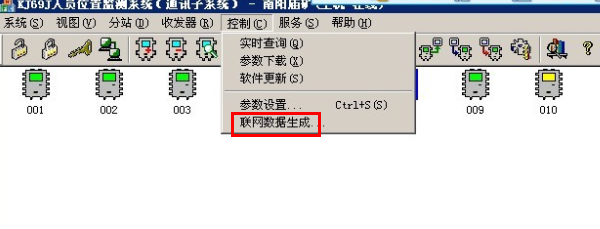 KJ69J人员位置监测系统(通讯子系统) - 南阳庙矿
系统(S) 视图(V) 分站(D) 收发器(R) 控制(C) 服务(S) 帮助(H)
实时查询(Q)
参数下载(X)
软件更新(S)
参数设置... Ctrl+S(S)
联网数据生成...
001 002 003 009 010